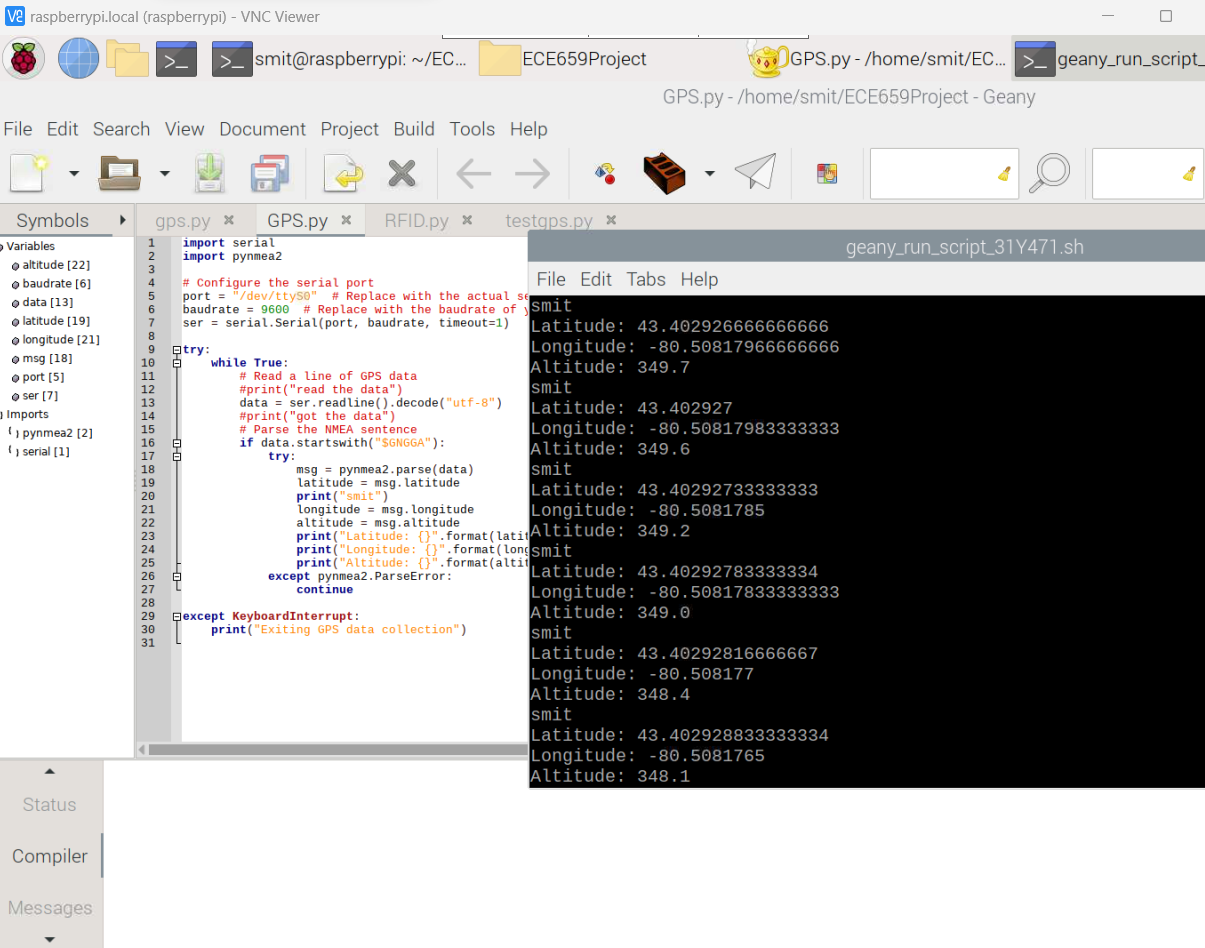 raspberrypi.local (raspberrypi) - VNC Viewer
smit@raspberrypi: ~/EC...
ECE659Project
GPS.py - /home/smit/EC...
geany_run_script_
GPS.py - /home/smit/ECE659Project - Geany
File Edit Search View Document Project Build Tools Help
Symbols
gps.py
GPS.py
RFID.py
testgps.py
Variables
altitude [22]
baudrate [6]
data [13]
latitude [19]
longitude [21]
msg [18]
port [5]
ser [7]
Imports
pynmea2 [2]
serial [1]
1 import serial
2 import pynmea2
3
4 # Configure the serial port
5 port = "/dev/ttyS0"  # Replace with the actual se
6 baudrate = 9600  # Replace with the baudrate of y
7 ser = serial.Serial(port, baudrate, timeout=1)
8
9 try:
10     while True:
11         # Read a line of GPS data
12         #print("read the data")
13         data = ser.readline().decode("utf-8")
14         #print("got the data")
15         # Parse the NMEA sentence
16         if data.startswith("$GNGGA"):
17             try:
18                 msg = pynmea2.parse(data)
19                 latitude = msg.latitude
20                 print("smit")
21                 longitude = msg.longitude
22                 altitude = msg.altitude
23                 print("Latitude: {}".format(latit
24                 print("Longitude: {}".format(long
25                 print("Altitude: {}".format(altit
26             except pynmea2.ParseError:
27                 continue
28
29 except KeyboardInterrupt:
30     print("Exiting GPS data collection")
31
geany_run_script_31Y471.sh
File Edit Tabs Help
smit
Latitude: 43.402926666666666
Longitude: -80.50817966666666
Altitude: 349.7
smit
Latitude: 43.402927
Longitude: -80.50817983333333
Altitude: 349.6
smit
Latitude: 43.40292733333333
Longitude: -80.5081785
Altitude: 349.2
smit
Latitude: 43.40292783333334
Longitude: -80.50817833333333
Altitude: 349.0
smit
Latitude: 43.40292816666667
Longitude: -80.508177
Altitude: 348.4
smit
Latitude: 43.402928833333334
Longitude: -80.5081765
Altitude: 348.1
Status
Compiler
Messages